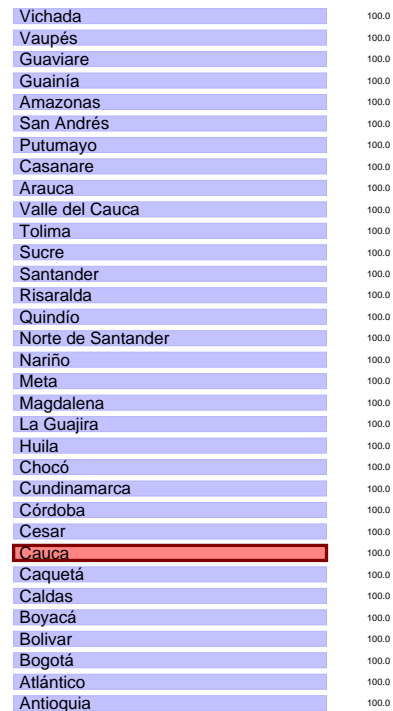 Vichada 100.0
Vaupés 100.0
Guaviare 100.0
Guainía 100.0
Amazonas 100.0
San Andrés 100.0
Putumayo 100.0
Casanare 100.0
Arauca 100.0
Valle del Cauca 100.0
Tolima 100.0
Sucre 100.0
Santander 100.0
Risaralda 100.0
Quindío 100.0
Norte de Santander 100.0
Nariño 100.0
Meta 100.0
Magdalena 100.0
La Guajira 100.0
Huila 100.0
Chocó 100.0
Cundinamarca 100.0
Córdoba 100.0
Cesar 100.0
Cauca 100.0
Caquetá 100.0
Caldas 100.0
Boyacá 100.0
Bolivar 100.0
Bogotá 100.0
Atlántico 100.0
Antioquia 100.0